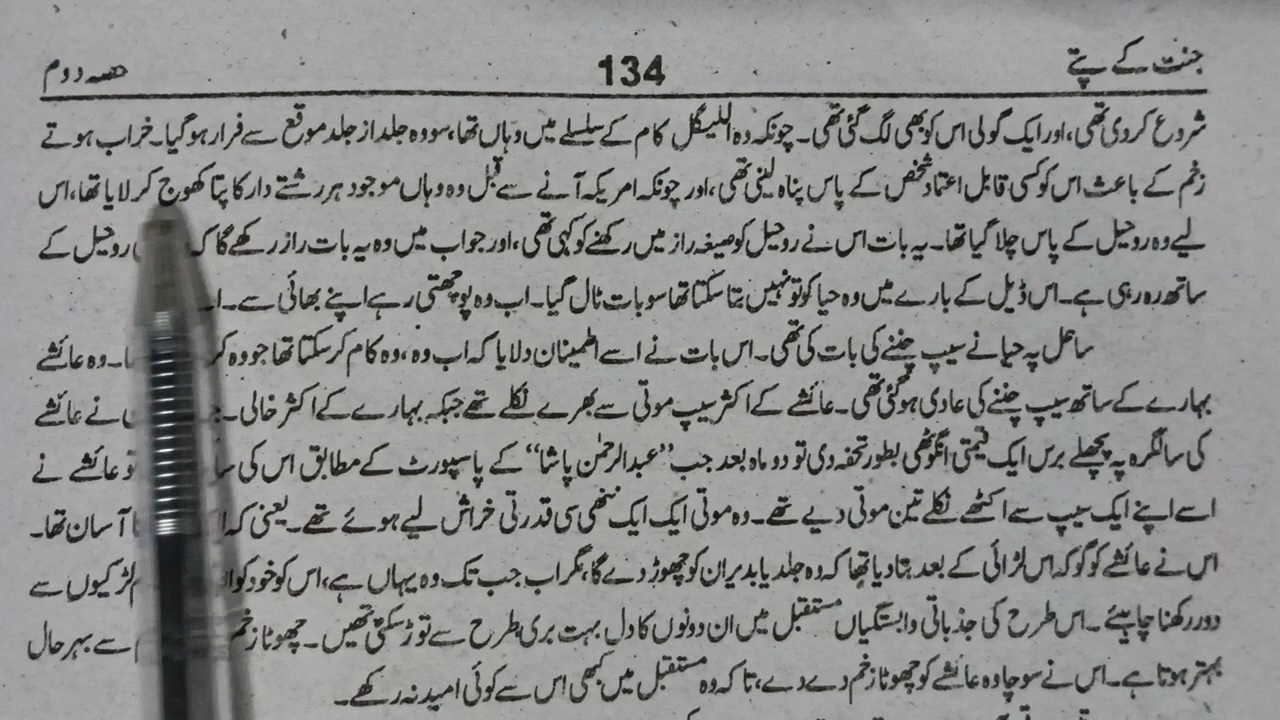 جنت کے پتے
134
حصہ دوم
شروع کر دی تھی، اور ایک گولی اس کو بھی لگ گئی تھی۔ چونکہ وہ اللیگل کام کے سلسلے میں وہاں تھا، سو وہ جلد از جلد موقع سے فرار ہو گیا۔ خراب ہوتے
زخم کے باعث اس کو کسی قابل اعتماد شخص کے پاس پناہ لینی تھی، اور چونکہ امریکہ آنے سے قبل وہ وہاں موجود ہر رشتے دار کا پتا کھوج کر لایا تھا، اس
لیے وہ روحیل کے پاس چلا گیا تھا۔ یہ بات اس نے روحیل کو صیغہ راز میں رکھنے کو کہی تھی، اور جواب میں وہ یہ بات راز رکھے گا روحیل کے
ساتھ رہ رہی ہے۔ اس ڈیل کے بارے میں وہ حیا کو تو نہیں بتا سکتا تھا سو بات ٹال گیا۔ اب وہ پوچھتی رہے اپنے بھائی سے۔
ساحل پہ حیا نے سیپ چننے کی بات کی تھی۔ اس بات نے اسے اطمینان دلایا کہ اب وہ، وہ کام کر سکتا تھا جو وہ وہ عائشے
بہارے کے ساتھ سیپ چننے کی عادی ہو گئی تھی۔ عائشے کے اکثر سیپ موتی سے بھرے نکلے تھے جبکہ بہارے کے اکثر خالی۔ نے عائشے
کی سالگرہ پہ پچھلے برس ایک قیمتی انگوٹھی بطور تحفہ دی تو دو ماہ بعد جب ”عبدالرحمٰن پاشا“ کے پاسپورٹ کے مطابق اس کی تو عائشے نے
اسے اپنے ایک سیپ سے اکٹھے نکلے تین موتی دیے تھے۔ وہ موتی ایک ایک ننھی سی قدرتی خراش لیے ہوئے تھے۔ یعنی کہ آسان تھا۔
اس نے عائشے کو گو کہ اس لڑائی کے بعد بتا دیا تھا کہ وہ جلد یا بدیر ان کو چھوڑ دے گا، مگر اب جب تک وہ یہاں ہے، اس کو خود کو لڑکیوں سے
دور رکھنا چاہیئے۔ اس طرح کی جذباتی وابستگیاں مستقبل میں ان دونوں کا دل بہت بری طرح سے توڑ سکتی تھیں۔ چھوٹا زخم سے بہرحال
بہتر ہوتا ہے۔ اس نے سوچا وہ عائشے کو چھوٹا زخم دے دے، تا کہ وہ مستقبل میں کبھی اس سے کوئی امید نہ رکھے۔